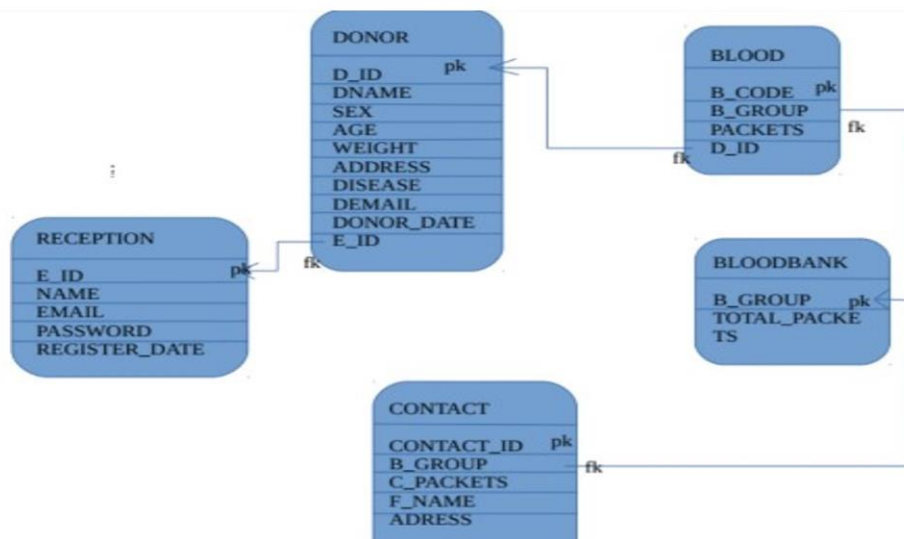 DONOR
D_ID pk
DNAME
SEX
AGE
WEIGHT
ADDRESS
DISEASE
DEMAIL
DONOR_DATE
E_ID
fk
BLOOD
B_CODE pk
B_GROUP
fk
PACKETS
D_ID
fk
RECEPTION
E_ID pk
NAME
EMAIL
PASSWORD
REGISTER_DATE
BLOODBANK
B_GROUP pk
TOTAL_PACKE
TS
CONTACT
CONTACT_ID pk
B_GROUP fk
C_PACKETS
F_NAME
ADRESS